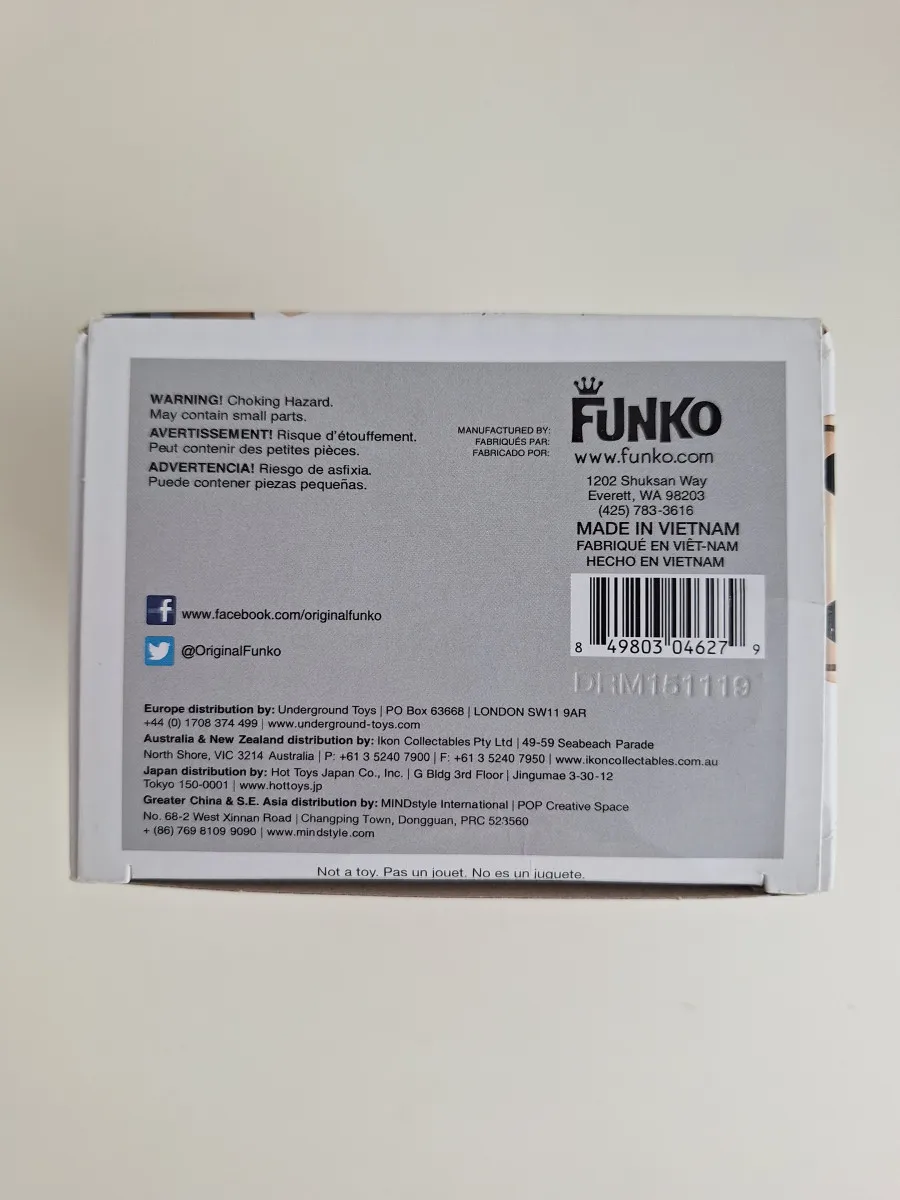 WARNING! Choking Hazard.
May contain small parts.
AVERTISSEMENT! Risque d'étouffement.
Peut contenir des petites pièces.
ADVERTENCIA! Riesgo de asfixia.
Puede contener piezas pequeñas.
MANUFACTURED BY:
FABRIQUÉS PAR:
FABRICADO POR:
FUNKO
www.funko.com
1202 Shuksan Way
Everett, WA 98203
(425) 783-3616
MADE IN VIETNAM
FABRIQUÉ EN VIÊT-NAM
HECHO EN VIETNAM
f www.facebook.com/originalfunko
@OriginalFunko
8 49803 04627 9
DRM151119
Europe distribution by: Underground Toys | PO Box 63668 | LONDON SW11 9AR
+44 (0) 1708 374 499 | www.underground-toys.com
Australia & New Zealand distribution by: Ikon Collectables Pty Ltd | 49-59 Seabeach Parade
North Shore, VIC 3214 Australia | P: +61 3 5240 7900 | F: +61 3 5240 7950 | www.ikoncollectables.com.au
Japan distribution by: Hot Toys Japan Co., Inc. | G Bldg 3rd Floor | Jingumae 3-30-12
Tokyo 150-0001 | www.hottoys.jp
Greater China & S.E. Asia distribution by: MINDstyle International | POP Creative Space
No. 68-2 West Xinnan Road | Changping Town, Dongguan, PRC 523560
+ (86) 769 8109 9090 | www.mindstyle.com
Not a toy. Pas un jouet. No es un juguete.